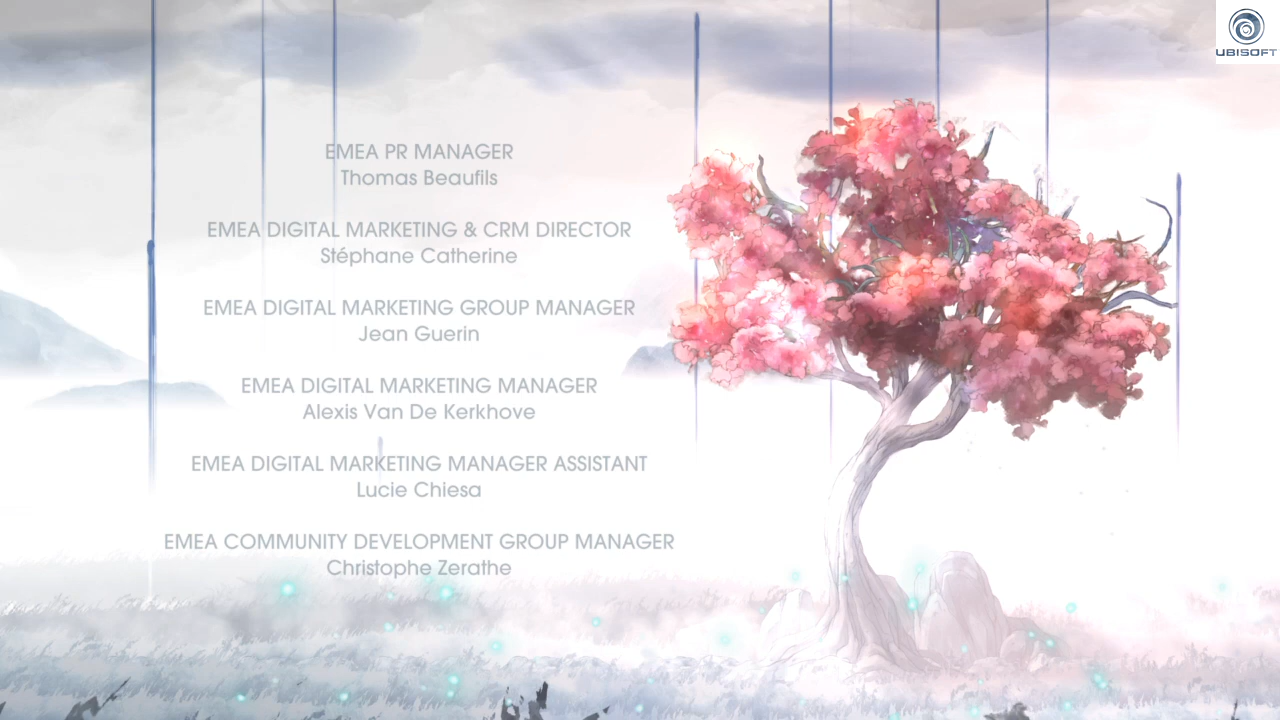 UBISOFT
EMEA PR MANAGER
Thomas Beaufils
EMEA DIGITAL MARKETING & CRM DIRECTOR
Stéphane Catherine
EMEA DIGITAL MARKETING GROUP MANAGER
Jean Guerin
EMEA DIGITAL MARKETING MANAGER
Alexis Van De Kerkhove
EMEA DIGITAL MARKETING MANAGER ASSISTANT
Lucie Chiesa
EMEA COMMUNITY DEVELOPMENT GROUP MANAGER
Christophe Zerathe